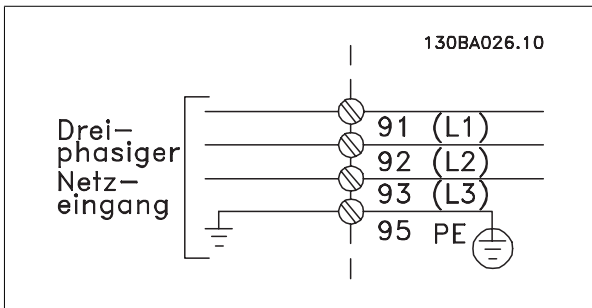 130BA026.10
Drei-
phasiger
Netz-
eingang
91 (L1)
92 (L2)
93 (L3)
95 PE